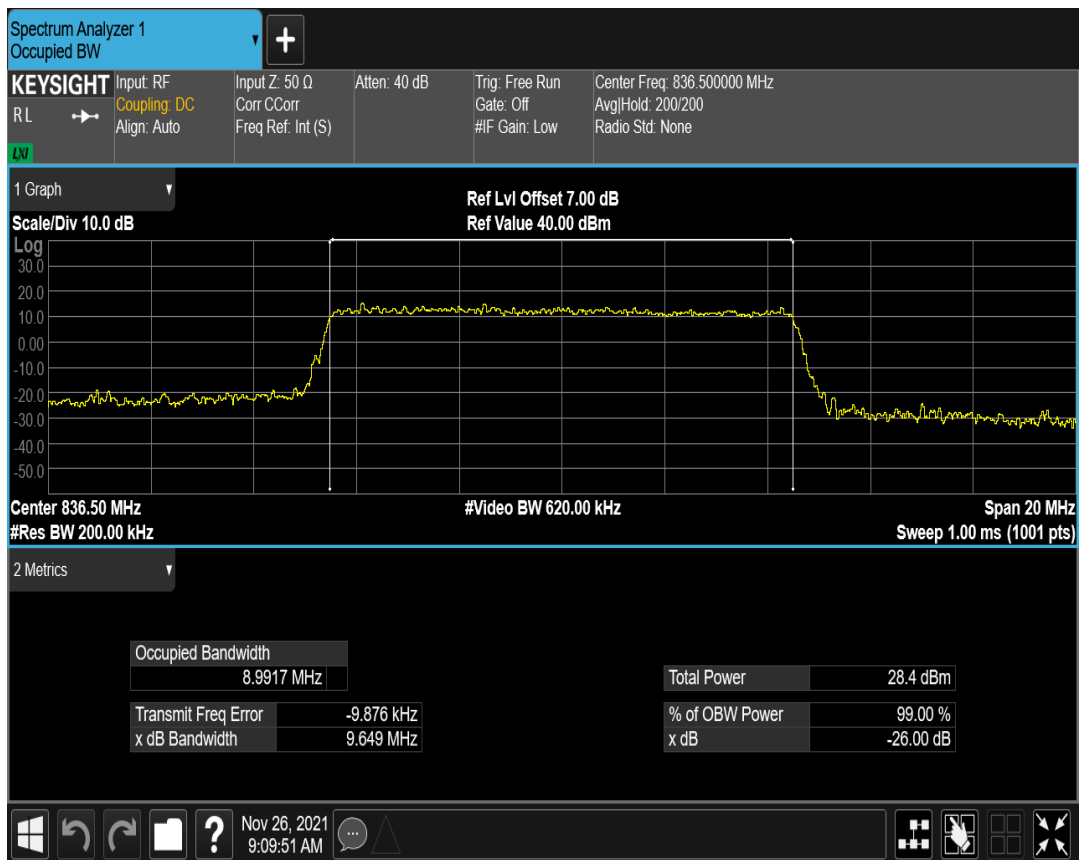 Spectrum Analyzer 1
Occupied BW
+
KEYSIGHT
RL
LXI
Input: RF
Coupling: DC
Align: Auto
Input Z: 50 Ω
Corr CCorr
Freq Ref: Int (S)
Atten: 40 dB
Trig: Free Run
Gate: Off
#IF Gain: Low
Center Freq: 836.500000 MHz
Avg|Hold: 200/200
Radio Std: None
1 Graph
Scale/Div 10.0 dB
Ref Lvl Offset 7.00 dB
Ref Value 40.00 dBm
Log
30.0
20.0
10.0
0.00
-10.0
-20.0
-30.0
-40.0
-50.0
Center 836.50 MHz
#Res BW 200.00 kHz
#Video BW 620.00 kHz
Span 20 MHz
Sweep 1.00 ms (1001 pts)
2 Metrics
Occupied Bandwidth
8.9917 MHz
Transmit Freq Error -9.876 kHz
x dB Bandwidth 9.649 MHz
Total Power 28.4 dBm
% of OBW Power 99.00 %
x dB -26.00 dB
?
Nov 26, 2021
9:09:51 AM